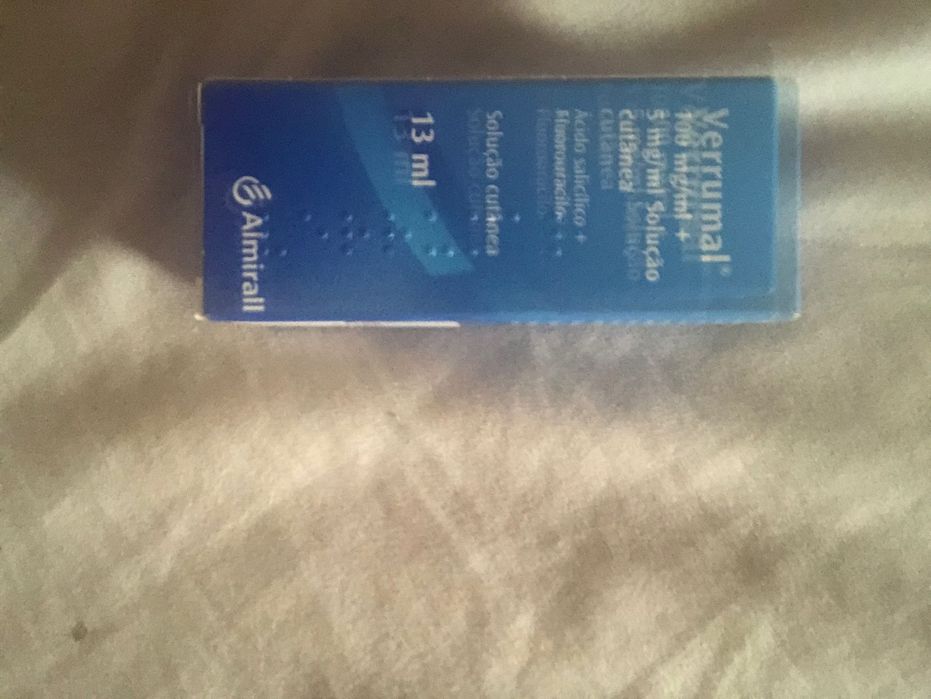 Verrumal®
100 mg/ml +
5 mg/ml Solução
cutânea
Ácido salicílico +
Fluorouracilo
Solução cutânea
13 ml
Almirall